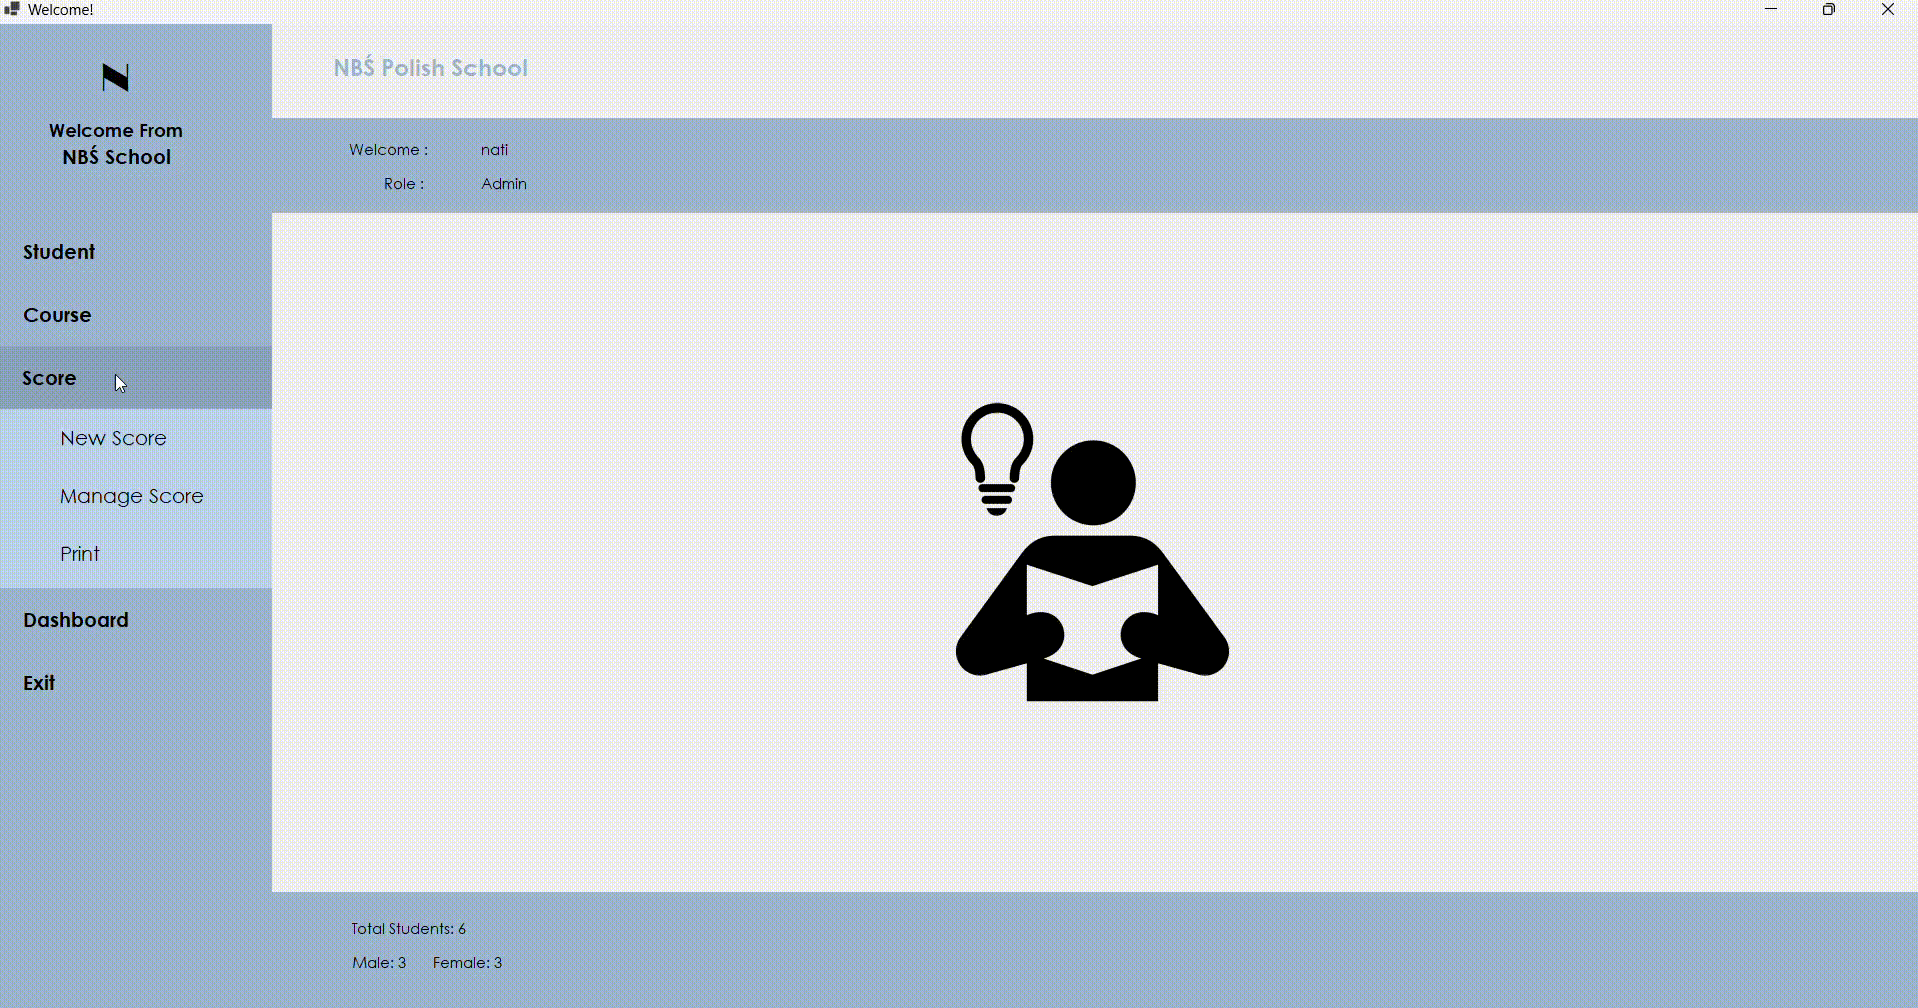 Welcome!
N
Welcome From
NBŚ School
Student
Course
Score
New Score
Manage Score
Print
Dashboard
Exit
NBŚ Polish School
Welcome : nati
Role : Admin
Total Students: 6
Male: 3 Female: 3